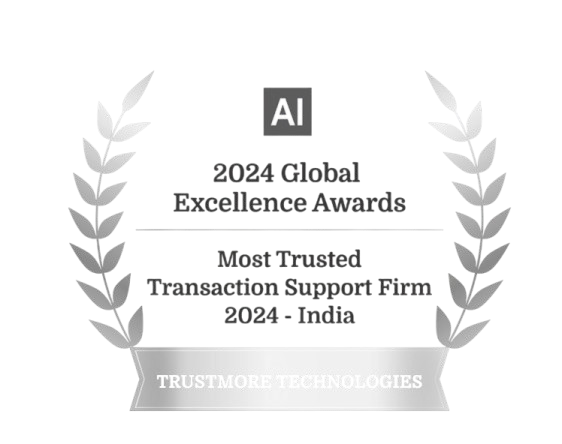 AI
2024 Global
Excellence Awards
Most Trusted
Transaction Support Firm
2024 - India
TRUSTMORE TECHNOLOGIES